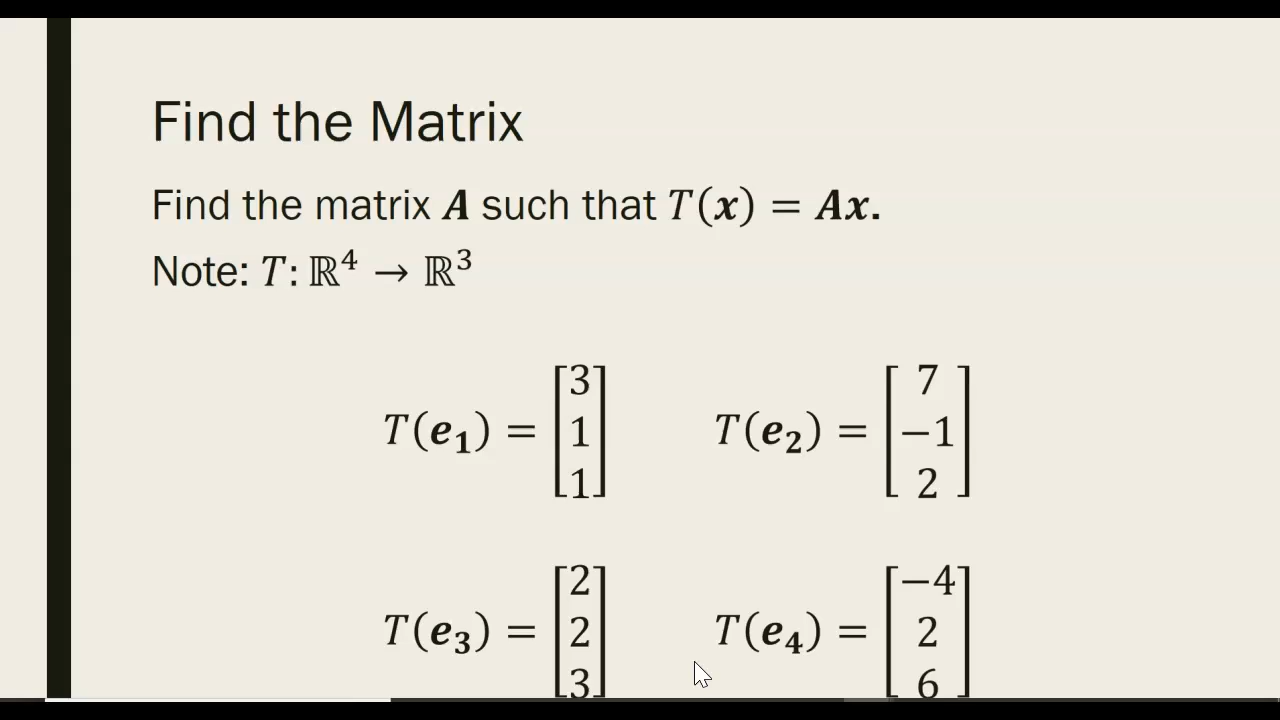 Find the Matrix
Find the matrix A such that T(x) = Ax.
Note: T: ℝ⁴ → ℝ³
T(e₁) = [3 1 1] T(e₂) = [7 −1 2]
T(e₃) = [2 2 3] T(e₄) = [−4 2 6]